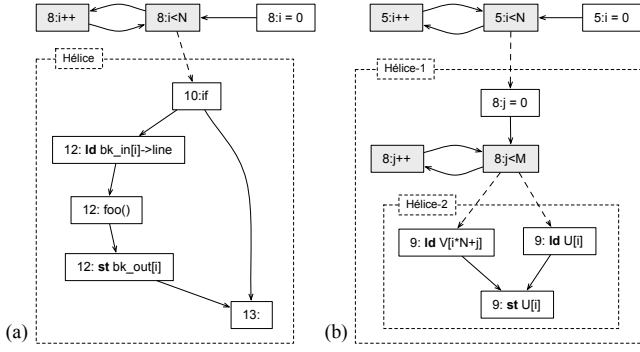 8:i++
8:i<N
8:i = 0
Hélice
10:if
12: ld bk_in[i]->line
12: foo()
12: st bk_out[i]
13:
(a)
5:i++
5:i<N
5:i = 0
Hélice-1
8:j = 0
8:j++
8:j<M
Hélice-2
9: ld V[i*N+j]
9: ld U[i]
9: st U[i]
(b)